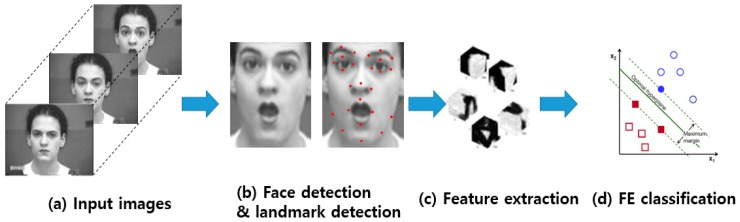 (a) Input images
(b) Face detection
& landmark detection
(c) Feature extraction
X₂
Optimal hyperplane
Maximum
margin
X₁
(d) FE classification